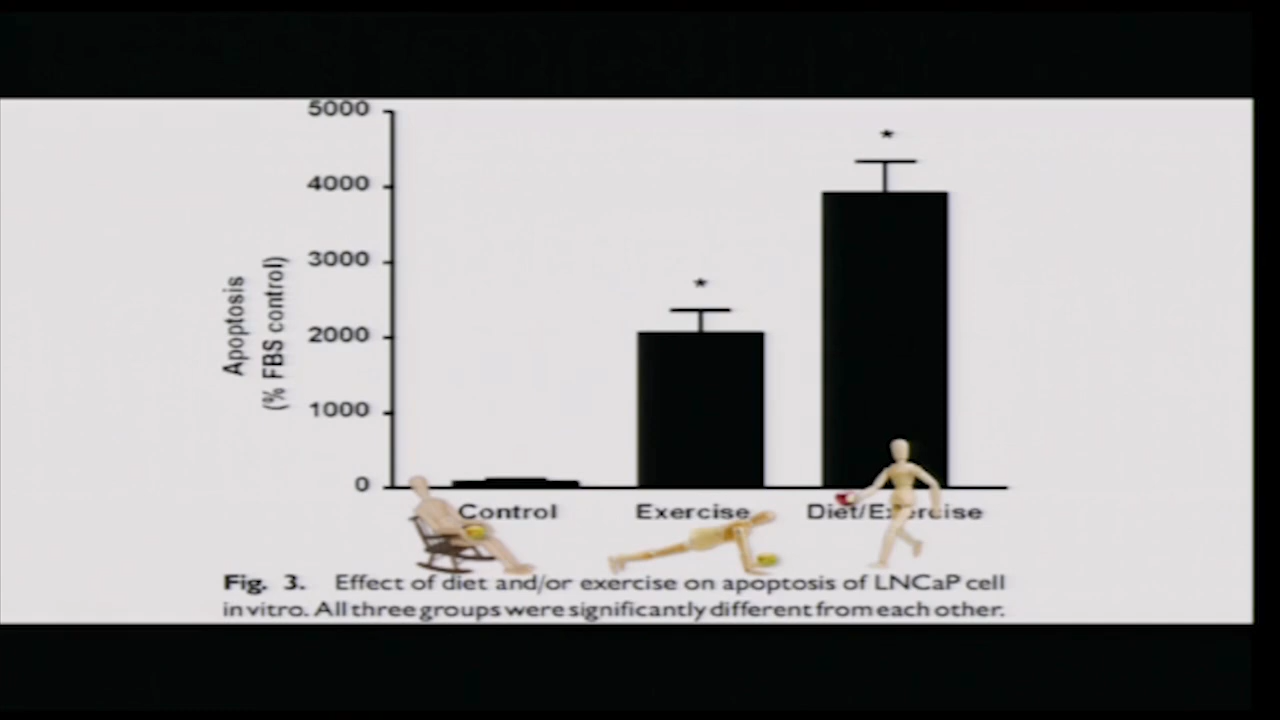 5000
*
4000
3000
*
2000
1000
0
Apoptosis
(% FBS control)
Control
Exercise
Diet/Exercise
Fig. 3. Effect of diet and/or exercise on apoptosis of LNCaP cell
in vitro. All three groups were significantly different from each other.